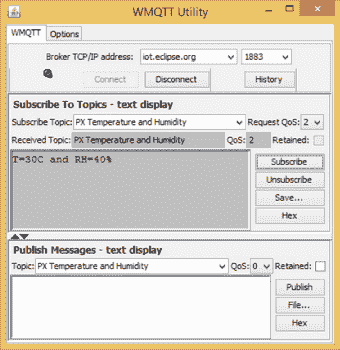 WMQTT Utility
WMQTT Options
Broker TCP/IP address: iot.eclipse.org 1883
Connect Disconnect History
Subscribe To Topics - text display
Subscribe Topic: PX Temperature and Humidity Request QoS: 2
Received Topic: PX Temperature and Humidity QoS: 2 Retained:
T=30C and RH=40%
Subscribe
Unsubscribe
Save...
Hex
Publish Messages - text display
Topic: PX Temperature and Humidity QoS: 0 Retained:
Publish
File...
Hex